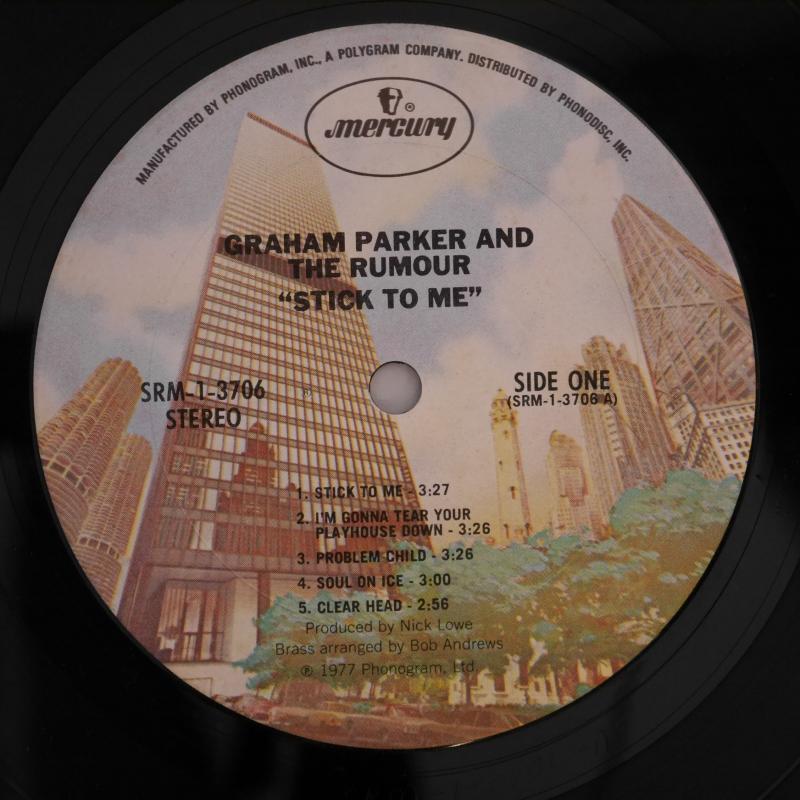 MANUFACTURED BY PHONOGRAM, INC., A POLYGRAM COMPANY. DISTRIBUTED BY PHONODISC, INC.
®
mercury
GRAHAM PARKER AND
THE RUMOUR
“STICK TO ME”
SRM-1-3706
STEREO
SIDE ONE
(SRM-1-3706 A)
1. STICK TO ME - 3:27
2. I'M GONNA TEAR YOUR
PLAYHOUSE DOWN - 3:26
3. PROBLEM CHILD - 3:26
4. SOUL ON ICE - 3:00
5. CLEAR HEAD - 2:56
Produced by Nick Lowe
Brass arranged by Bob Andrews
℗ 1977 Phonogram, Ltd.